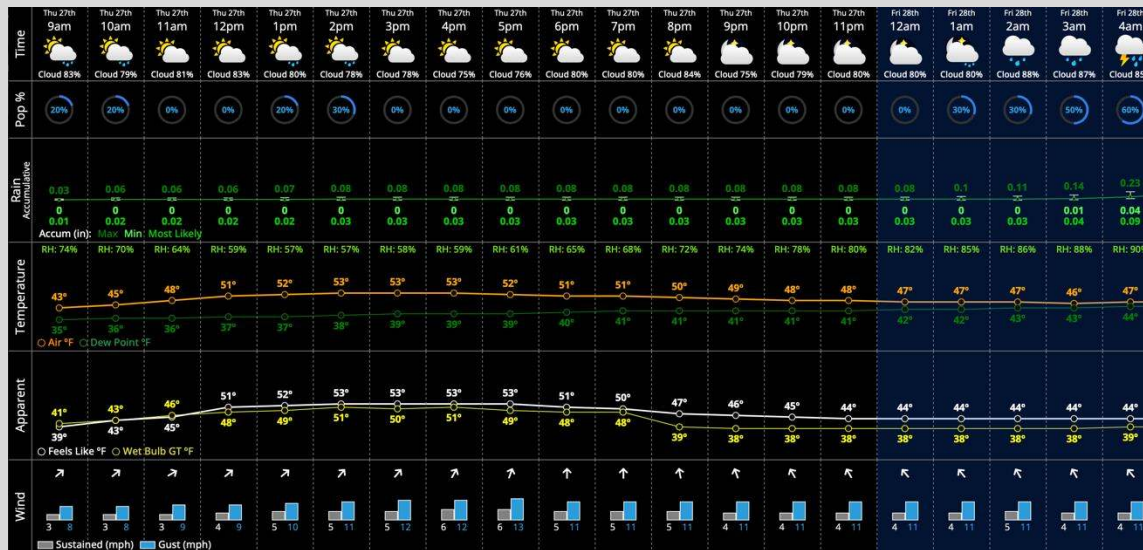 Time
Thu 27th Thu 27th Thu 27th Thu 27th Thu 27th Thu 27th Thu 27th Thu 27th Thu 27th Thu 27th Thu 27th Thu 27th Thu 27th Thu 27th Thu 27th Fri 28th Fri 28th Fri 28th Fri 28th Fri 28th
9am 10am 11am 12pm 1pm 2pm 3pm 4pm 5pm 6pm 7pm 8pm 9pm 10pm 11pm 12am 1am 2am 3am 4am
Cloud 83% Cloud 79% Cloud 81% Cloud 83% Cloud 80% Cloud 78% Cloud 78% Cloud 75% Cloud 76% Cloud 80% Cloud 80% Cloud 84% Cloud 75% Cloud 79% Cloud 80% Cloud 80% Cloud 80% Cloud 88% Cloud 87% Cloud 85
Pop %
20% 20% 0% 0% 20% 30% 0% 0% 0% 0% 0% 0% 0% 0% 0% 0% 30% 30% 50% 60%
Rain
Accumulative
0.03 0.06 0.06 0.06 0.07 0.08 0.08 0.08 0.08 0.08 0.08 0.08 0.08 0.08 0.08 0.08 0.1 0.11 0.14 0.23
0 0 0 0 0 0 0 0 0 0 0 0 0 0 0 0 0 0 0.01 0.04
0.01 0.02 0.02 0.02 0.02 0.03 0.03 0.03 0.03 0.03 0.03 0.03 0.03 0.03 0.03 0.03 0.03 0.03 0.04 0.09
Accum (in): Max Min: Most Likely
Temperature
RH: 74% RH: 70% RH: 64% RH: 59% RH: 57% RH: 57% RH: 58% RH: 59% RH: 61% RH: 65% RH: 68% RH: 72% RH: 74% RH: 78% RH: 80% RH: 82% RH: 85% RH: 86% RH: 88% RH: 90%
43° 45° 48° 51° 52° 53° 53° 53° 52° 51° 51° 50° 49° 48° 48° 47° 47° 47° 46° 47°
35° 36° 36° 37° 37° 38° 39° 39° 39° 40° 41° 41° 41° 41° 41° 42° 42° 43° 43° 44°
Air °F Dew Point °F
Apparent
41° 43° 46° 51° 52° 53° 53° 53° 53° 51° 50° 47° 46° 45° 44° 44° 44° 44° 44° 44°
39° 43° 45° 48° 49° 51° 50° 51° 49° 48° 48° 39° 38° 38° 38° 38° 38° 38° 38° 39°
Feels Like °F Wet Bulb GT °F
Wind
3 8 3 8 3 9 4 9 5 10 5 11 5 12 6 12 6 13 5 11 5 11 5 11 4 11 4 11 4 11 4 11 4 11 5 11 4 11 4 11
Sustained (mph) Gust (mph)